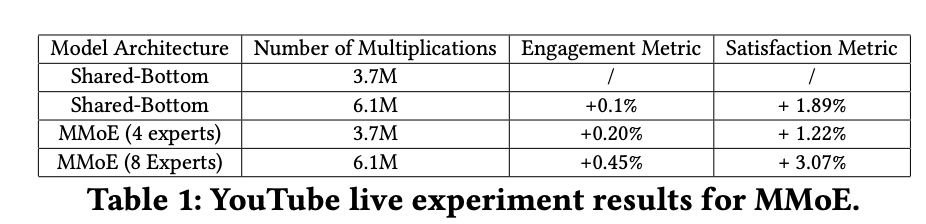 Model Architecture Number of Multiplications Engagement Metric Satisfaction Metric
Shared-Bottom 3.7M / /
Shared-Bottom 6.1M +0.1% + 1.89%
MMoE (4 experts) 3.7M +0.20% + 1.22%
MMoE (8 Experts) 6.1M +0.45% + 3.07%
Table 1: YouTube live experiment results for MMoE.